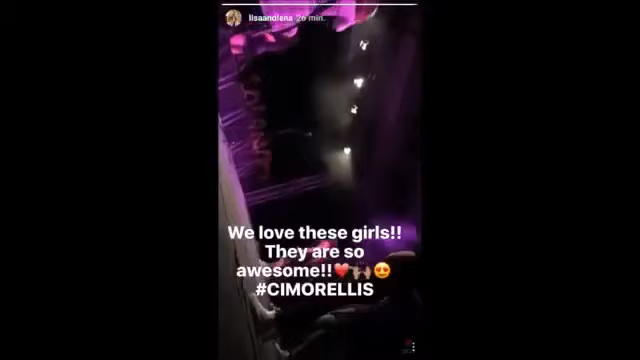 lisaandlena 26 min.
We love these girls!!
They are so
awesome!!❤️🙌🏽😍
#CIMORELLIS